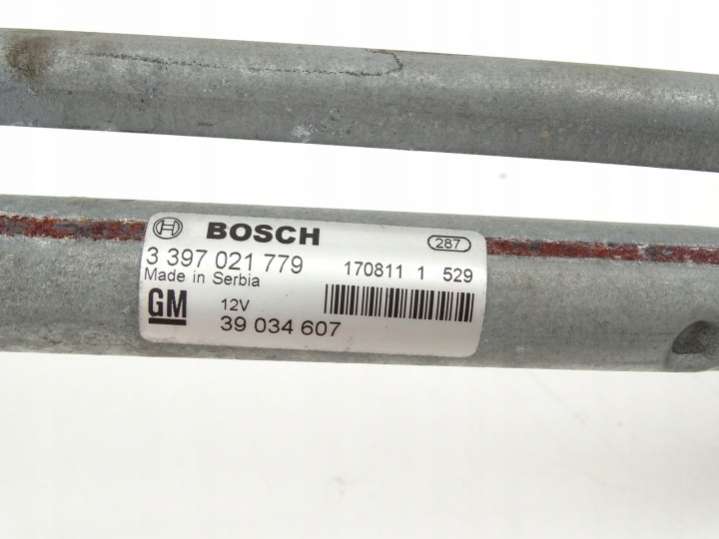 BOSCH 287
3 397 021 779 170811 1 529
Made in Serbia
GM 12V
39 034 607